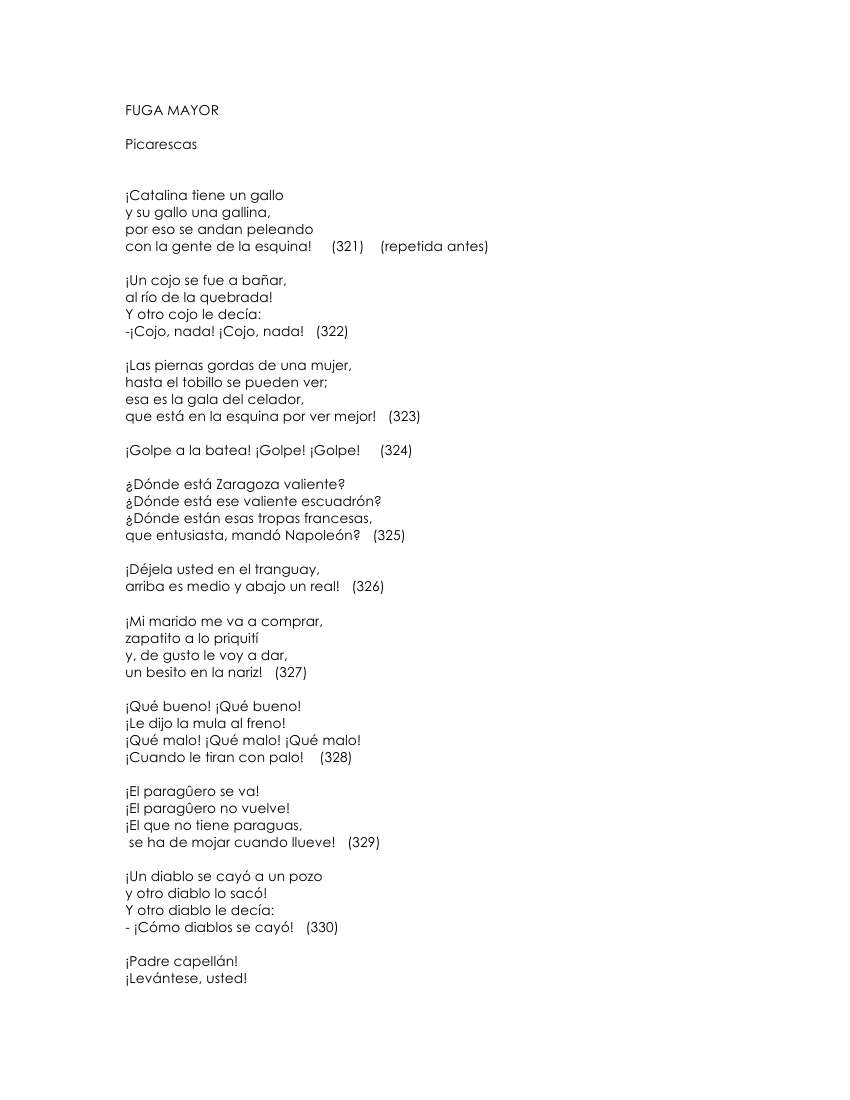 FUGA MAYOR
Picarescas
¡Catalina tiene un gallo
y su gallo una gallina,
por eso se andan peleando
con la gente de la esquina! (321) (repetida antes)
¡Un cojo se fue a bañar,
al río de la quebrada!
Y otro cojo le decía:
-¡Cojo, nada! ¡Cojo, nada! (322)
¡Las piernas gordas de una mujer,
hasta el tobillo se pueden ver;
esa es la gala del celador,
que está en la esquina por ver mejor! (323)
¡Golpe a la batea! ¡Golpe! ¡Golpe! (324)
¿Dónde está Zaragoza valiente?
¿Dónde está ese valiente escuadrón?
¿Dónde están esas tropas francesas,
que entusiasta, mandó Napoleón? (325)
¡Déjela usted en el tranguay,
arriba es medio y abajo un real! (326)
¡Mi marido me va a comprar,
zapatito a lo priquití
y, de gusto le voy a dar,
un besito en la nariz! (327)
¡Qué bueno! ¡Qué bueno!
¡Le dijo la mula al freno!
¡Qué malo! ¡Qué malo! ¡Qué malo!
¡Cuando le tiran con palo! (328)
¡El paragûero se va!
¡El paragûero no vuelve!
¡El que no tiene paraguas,
se ha de mojar cuando llueve! (329)
¡Un diablo se cayó a un pozo
y otro diablo lo sacó!
Y otro diablo le decía:
- ¡Cómo diablos se cayó! (330)
¡Padre capellán!
¡Levántese, usted!